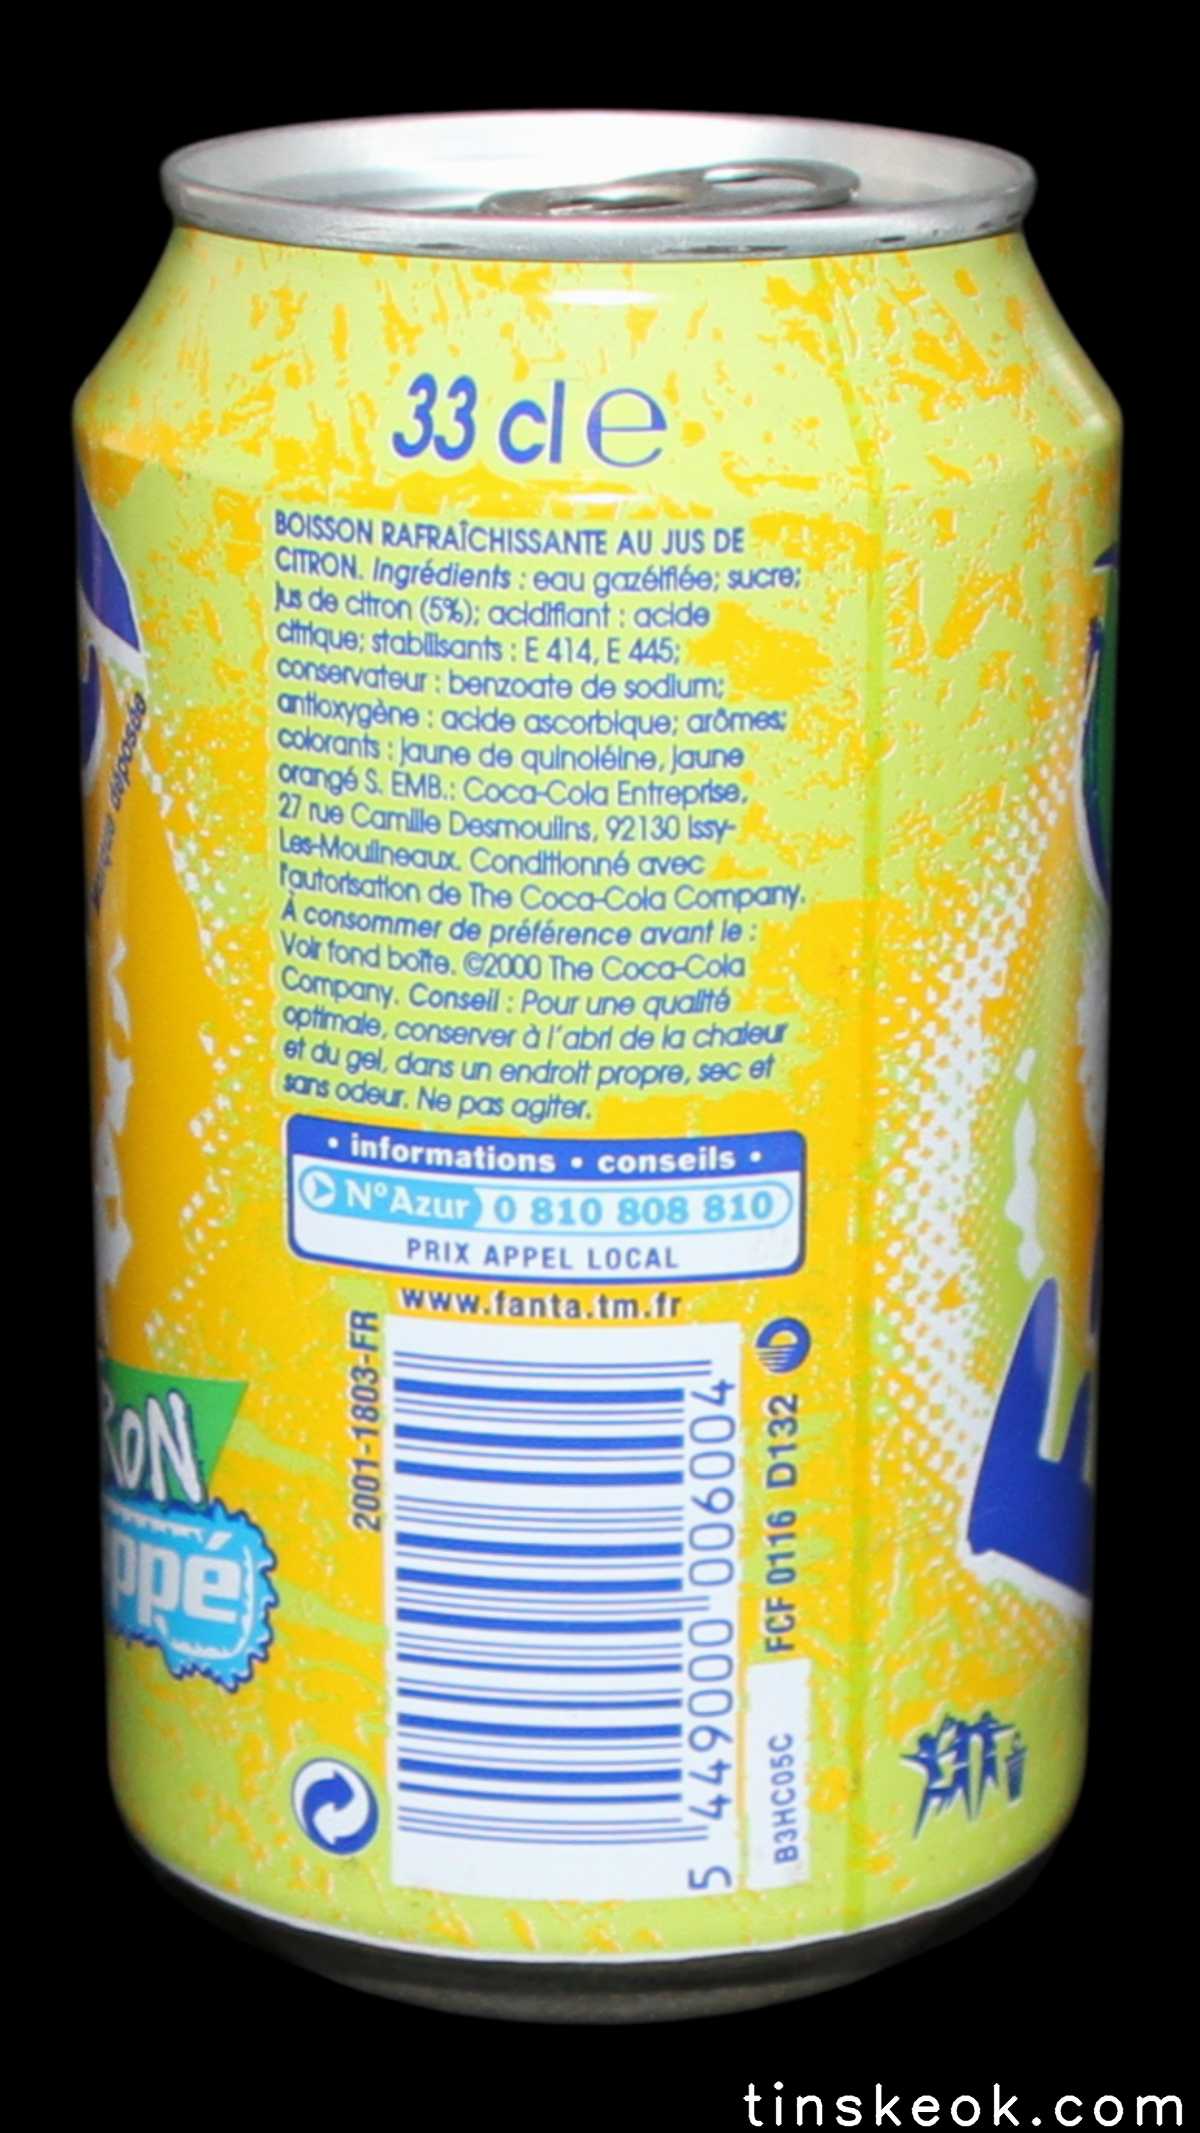 33 cl e
BOISSON RAFRAÎCHISSANTE AU JUS DE
CITRON. Ingrédients : eau gazéifiée; sucre;
jus de citron (5%); acidifiant : acide
citrique; stabilisants : E 414, E 445;
conservateur : benzoate de sodium;
antioxygène : acide ascorbique; arômes;
colorants : jaune de quinoléine, jaune
orangé S. EMB.: Coca-Cola Entreprise,
27 rue Camille Desmoulins, 92130 Issy-
Les-Moulineaux. Conditionné avec
l'autorisation de The Coca-Cola Company.
À consommer de préférence avant le :
Voir fond boîte. ©2000 The Coca-Cola
Company. Conseil : Pour une qualité
optimale, conserver à l'abri de la chaleur
et du gel, dans un endroit propre, sec et
sans odeur. Ne pas agiter.
• informations • conseils •
N°Azur 0 810 808 810
PRIX APPEL LOCAL
www.fanta.tm.fr
2001-1803-FR
5 449000 006004
FCF 0116 D132
B3HC05C
déposée
RON
ppé
tinskeok.com